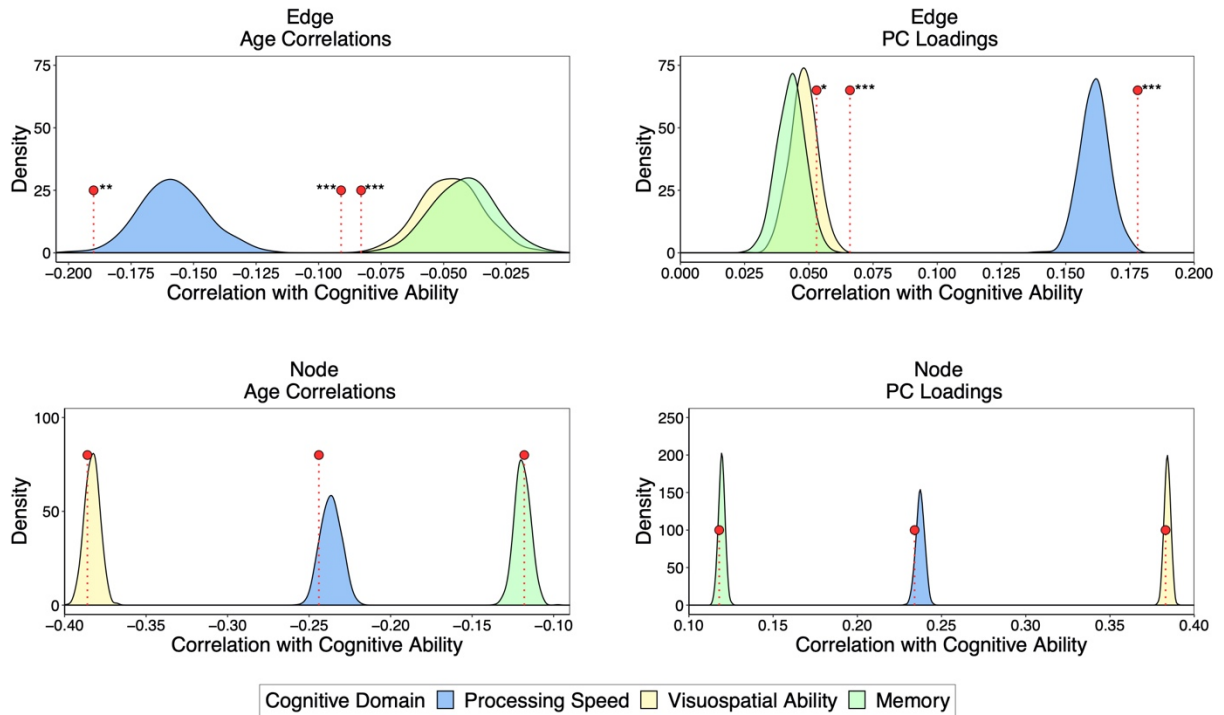 Edge
Age Correlations
75
50
25
0
Density
**
***
***
−0.200 −0.175 −0.150 −0.125 −0.100 −0.075 −0.050 −0.025
Correlation with Cognitive Ability
Edge
PC Loadings
75
50
25
0
Density
*
***
***
0.000 0.025 0.050 0.075 0.100 0.125 0.150 0.175 0.200
Correlation with Cognitive Ability
Node
Age Correlations
100
50
0
Density
−0.40 −0.35 −0.30 −0.25 −0.20 −0.15 −0.10
Correlation with Cognitive Ability
Node
PC Loadings
250
200
150
100
50
0
Density
0.10 0.15 0.20 0.25 0.30 0.35 0.40
Correlation with Cognitive Ability
Cognitive Domain Processing Speed Visuospatial Ability Memory